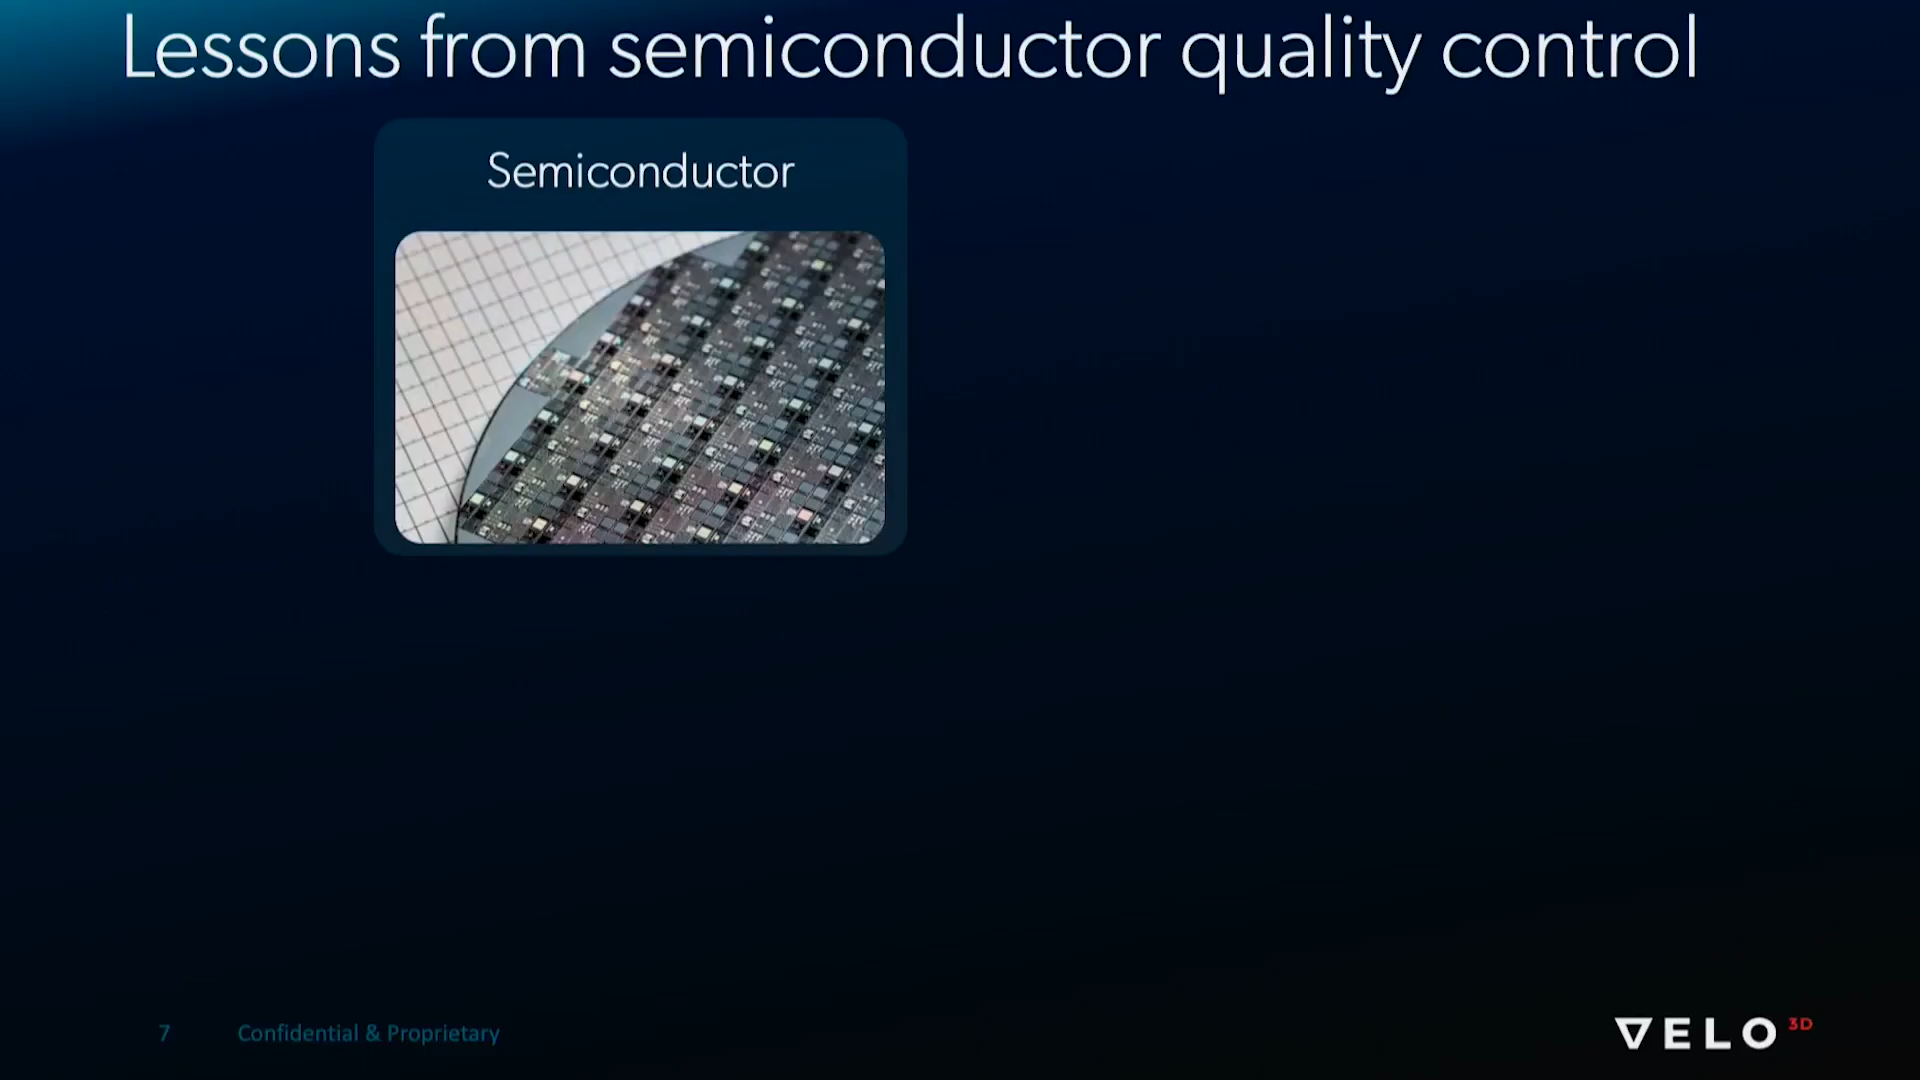 Lessons from semiconductor quality control
Semiconductor
7 Confidential & Proprietary
VELO 3D